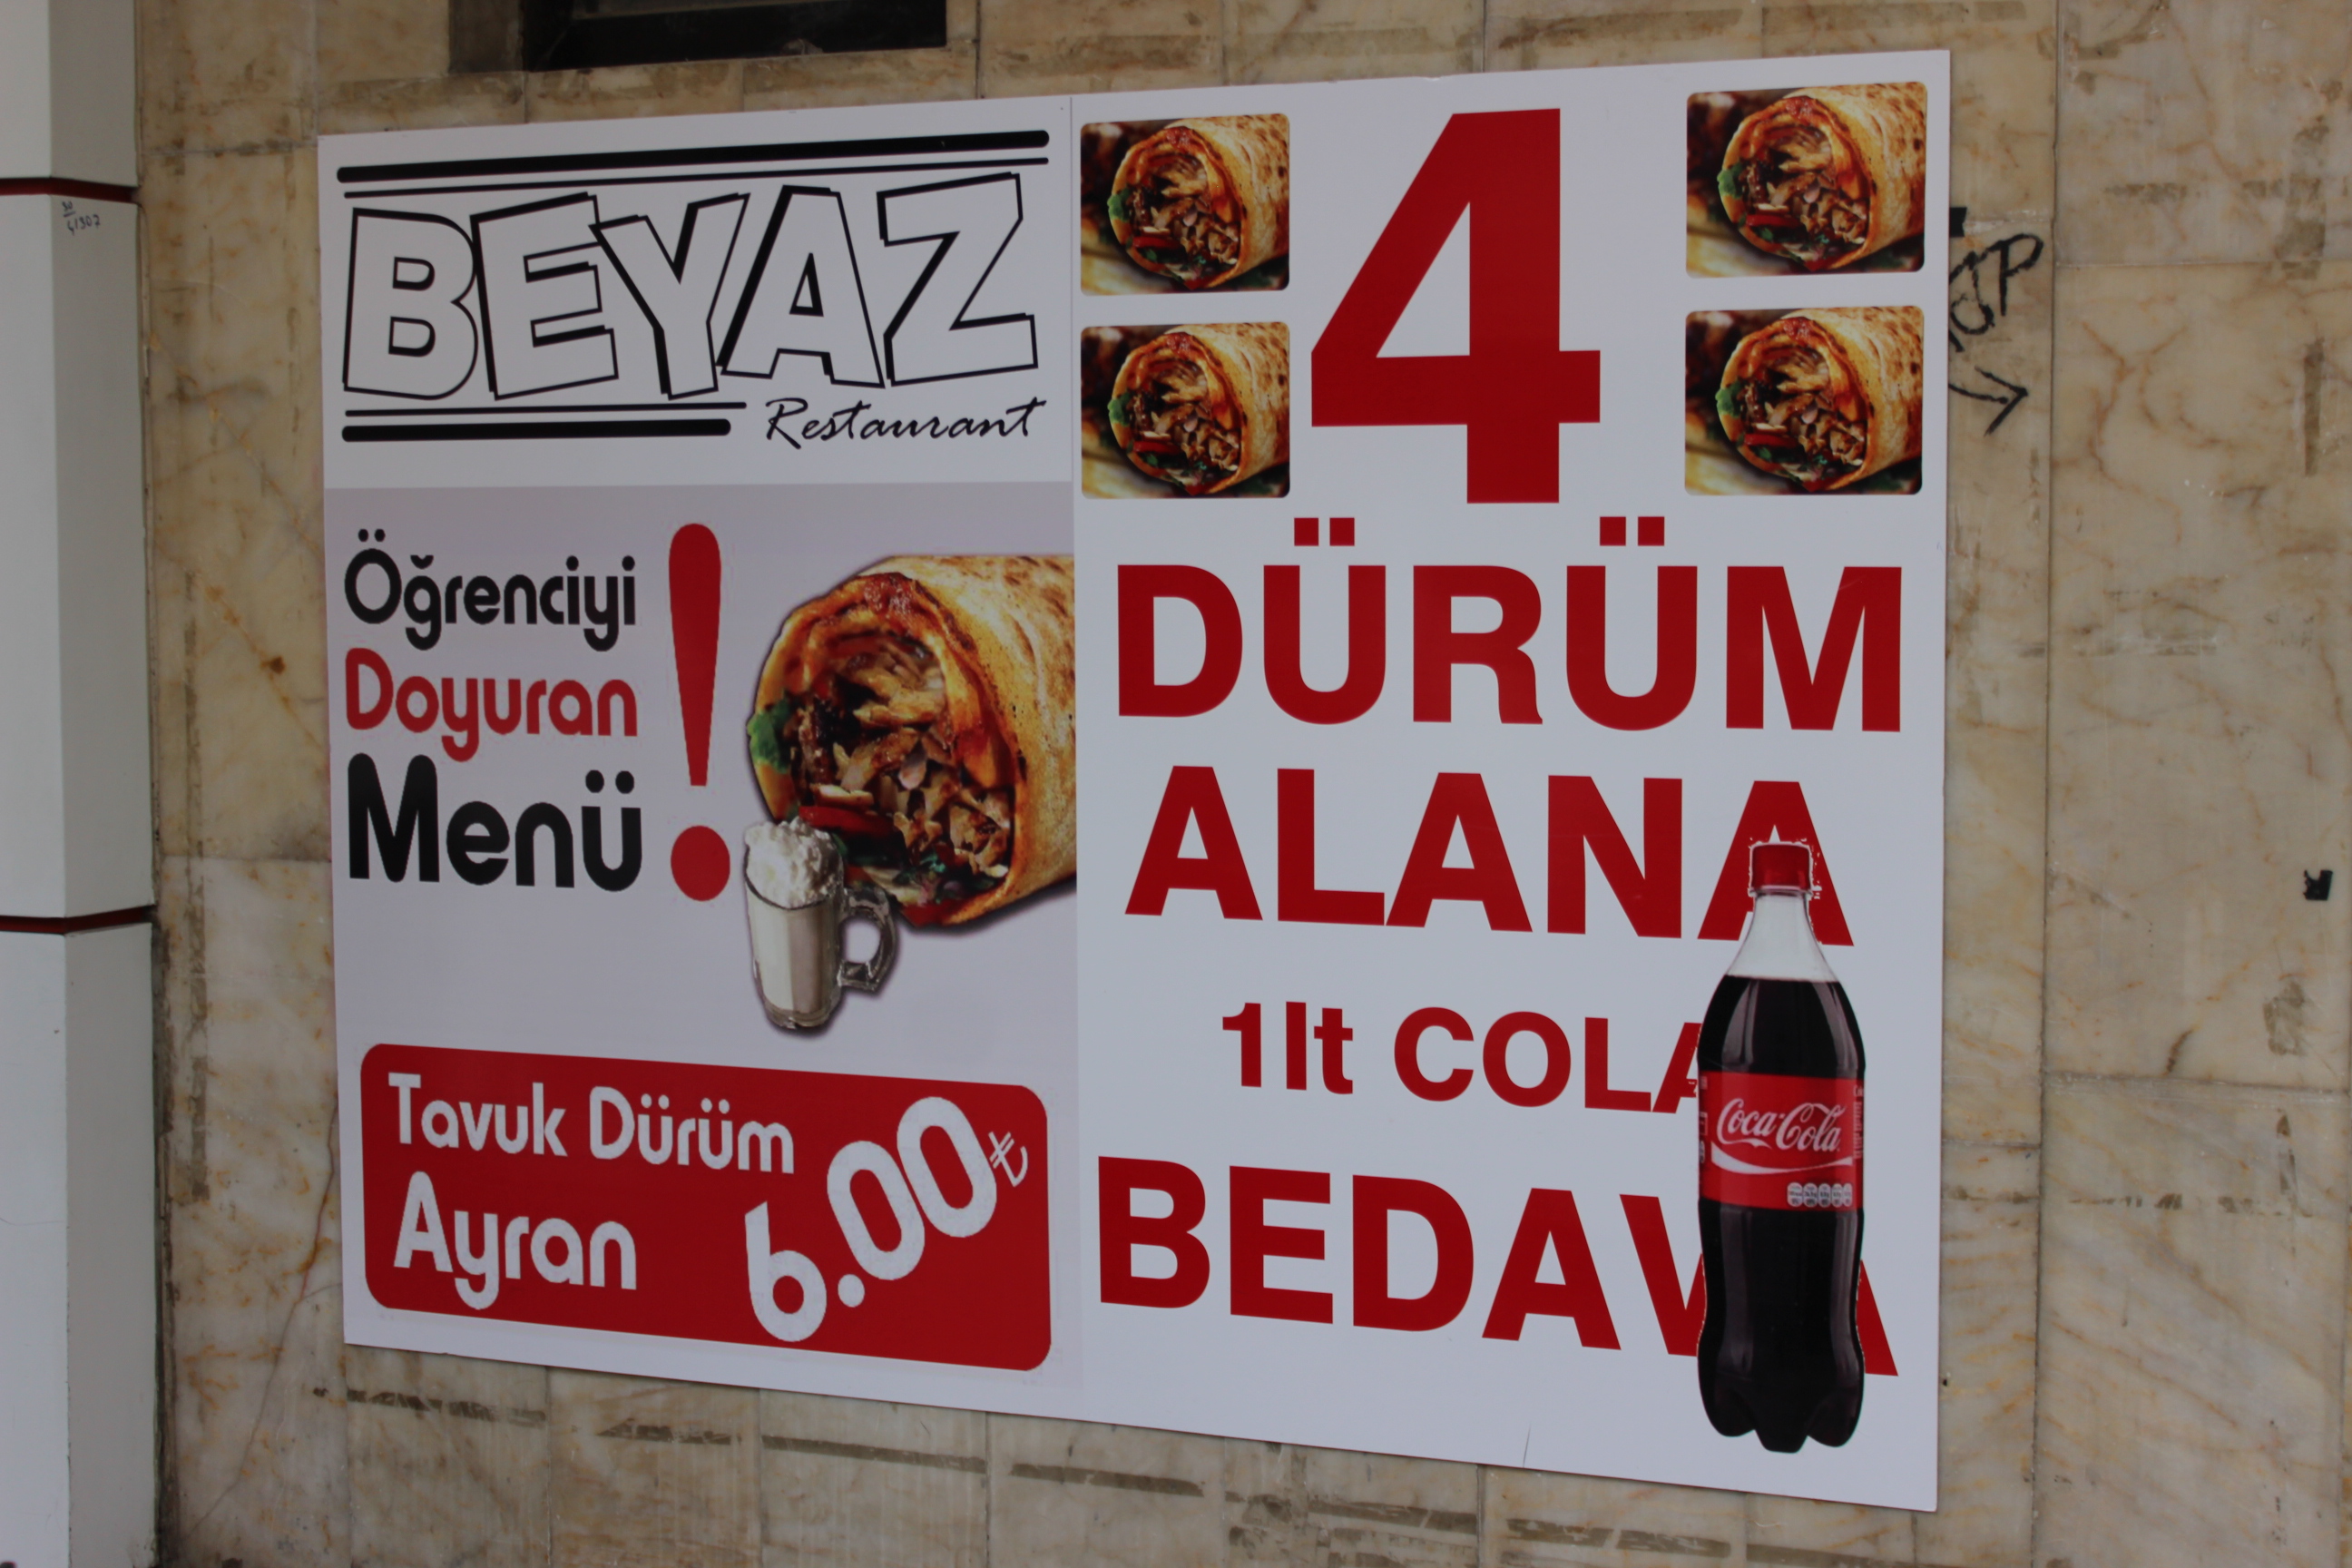 BEYAZ
Restaurant
Öğrenciyi
Doyuran
Menü
!
Tavuk Dürüm
Ayran
6.00₺
4
DÜRÜM
ALANA
1lt COLA
BEDAVA
Coca-Cola